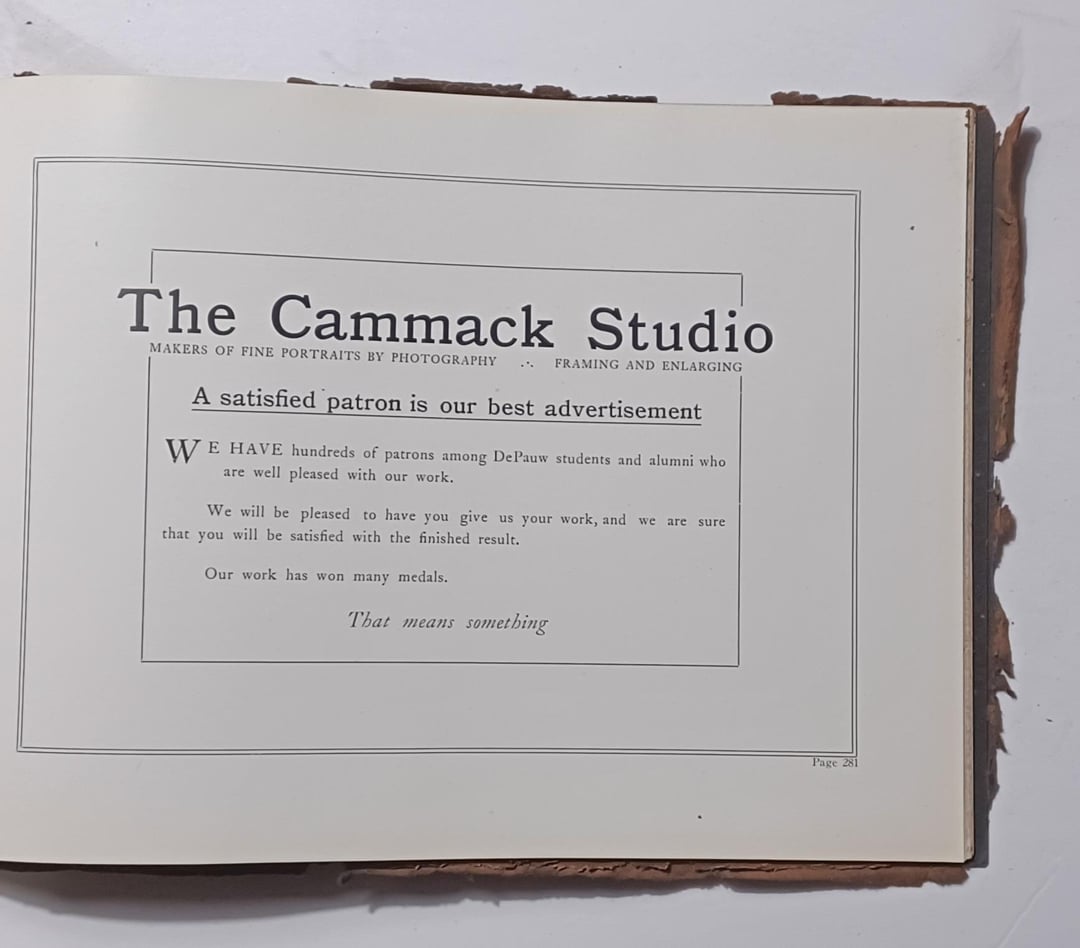 The Cammack Studio
MAKERS OF FINE PORTRAITS BY PHOTOGRAPHY .·. FRAMING AND ENLARGING
A satisfied patron is our best advertisement
WE HAVE hundreds of patrons among DePauw students and alumni who
are well pleased with our work.
We will be pleased to have you give us your work, and we are sure
that you will be satisfied with the finished result.
Our work has won many medals.
That means something
Page 281